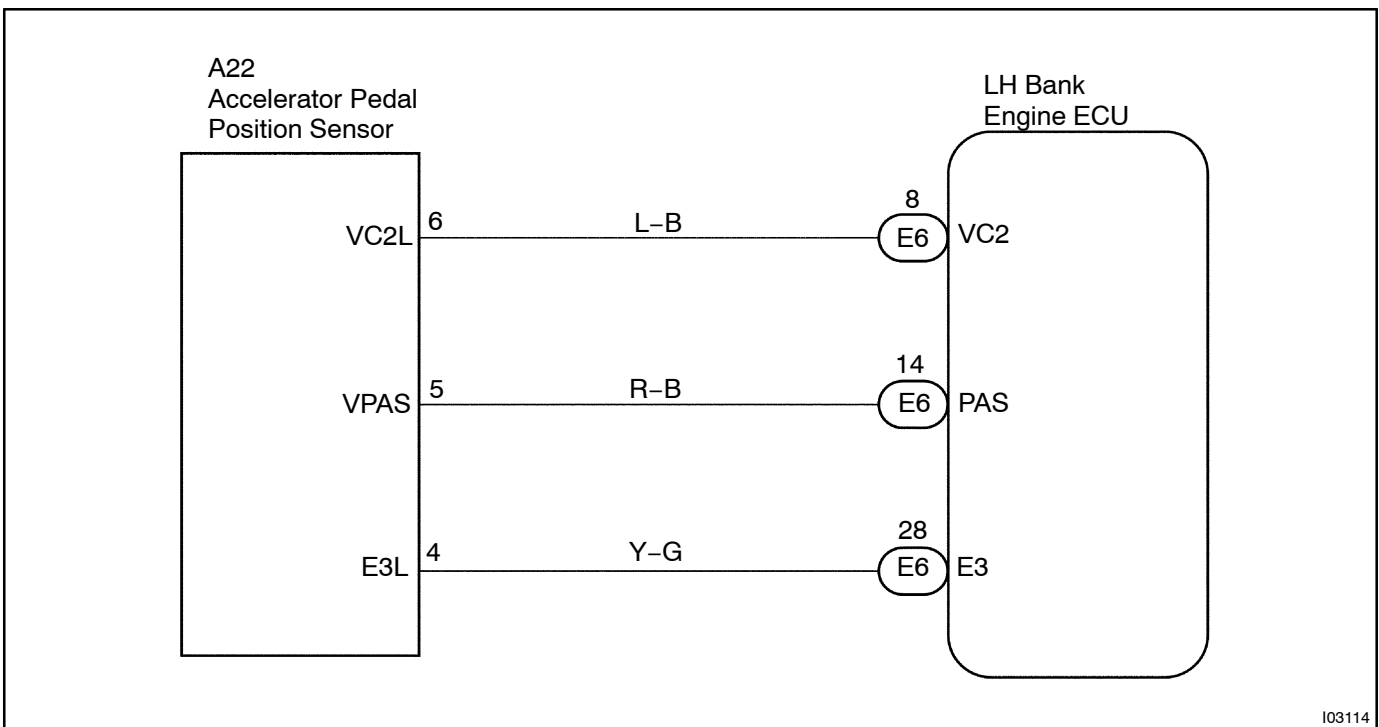 A22
Accelerator Pedal
Position Sensor
LH Bank
Engine ECU
VC2L 6 L−B 8 E6 VC2
VPAS 5 R−B 14 E6 PAS
E3L 4 Y−G 28 E6 E3
I03114